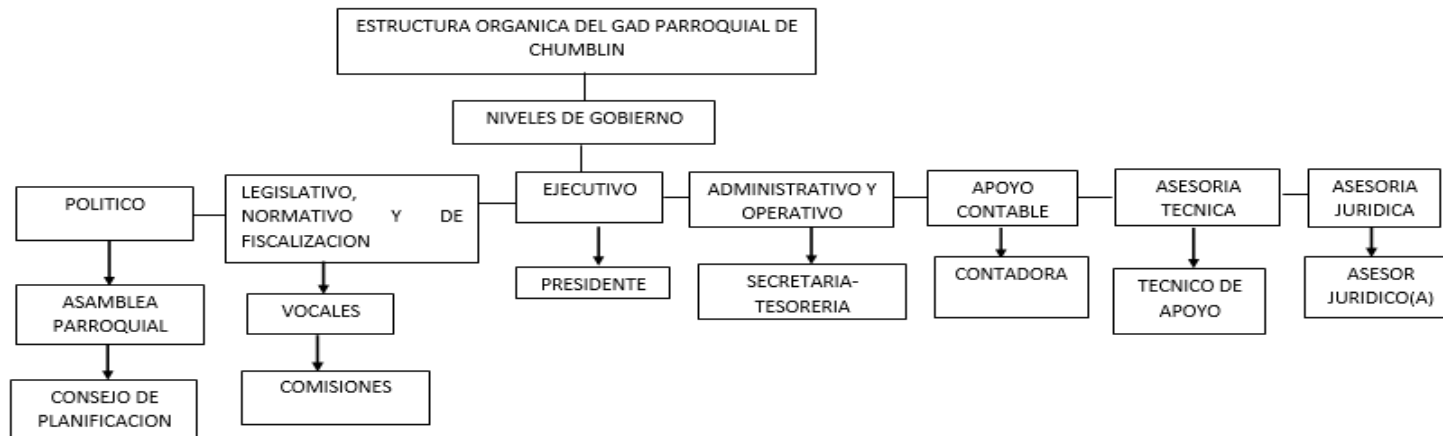 ESTRUCTURA ORGANICA DEL GAD PARROQUIAL DE
CHUMBLIN
NIVELES DE GOBIERNO
POLITICO
LEGISLATIVO,
NORMATIVO Y DE
FISCALIZACION
EJECUTIVO
ADMINISTRATIVO Y
OPERATIVO
APOYO
CONTABLE
ASESORIA
TECNICA
ASESORIA
JURIDICA
ASAMBLEA
PARROQUIAL
VOCALES
PRESIDENTE
SECRETARIA-
TESORERIA
CONTADORA
TECNICO DE
APOYO
ASESOR
JURIDICO(A)
CONSEJO DE
PLANIFICACION
COMISIONES